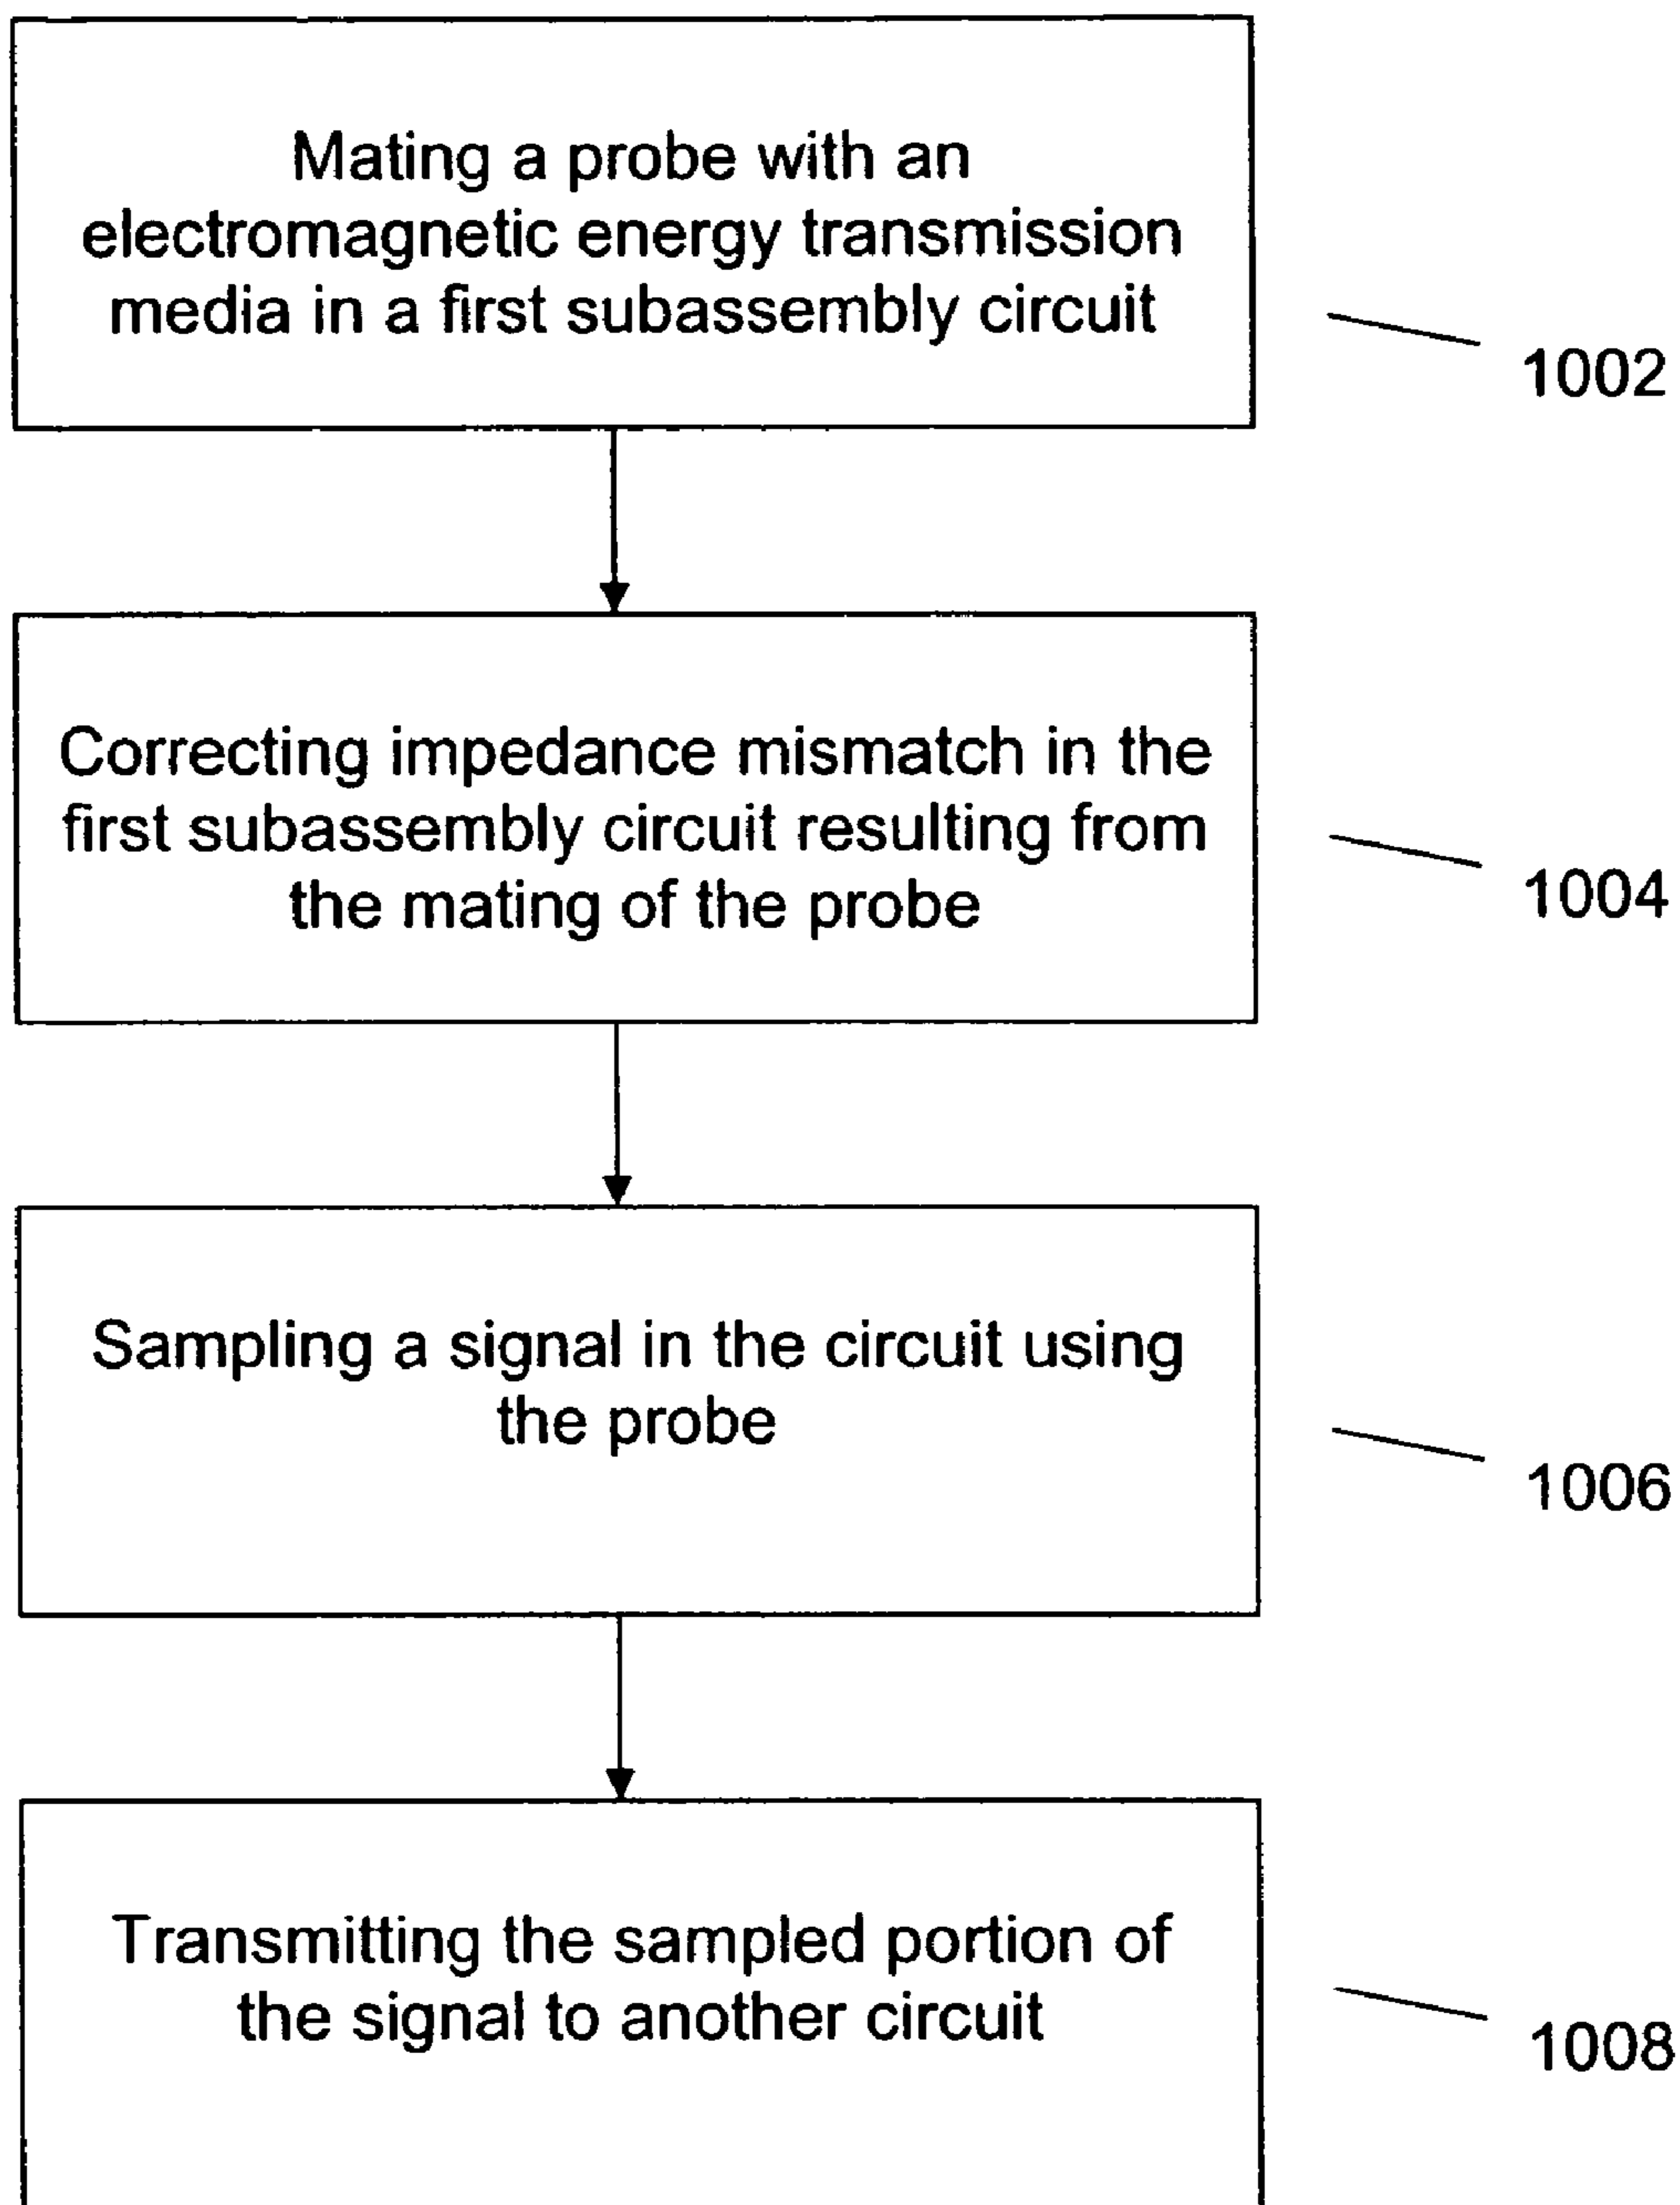 Mating a probe with an
electromagnetic energy transmission
media in a first subassembly circuit
1002
Correcting impedance mismatch in the
first subassembly circuit resulting from
the mating of the probe
1004
Sampling a signal in the circuit using
the probe
1006
Transmitting the sampled portion of
the signal to another circuit
1008